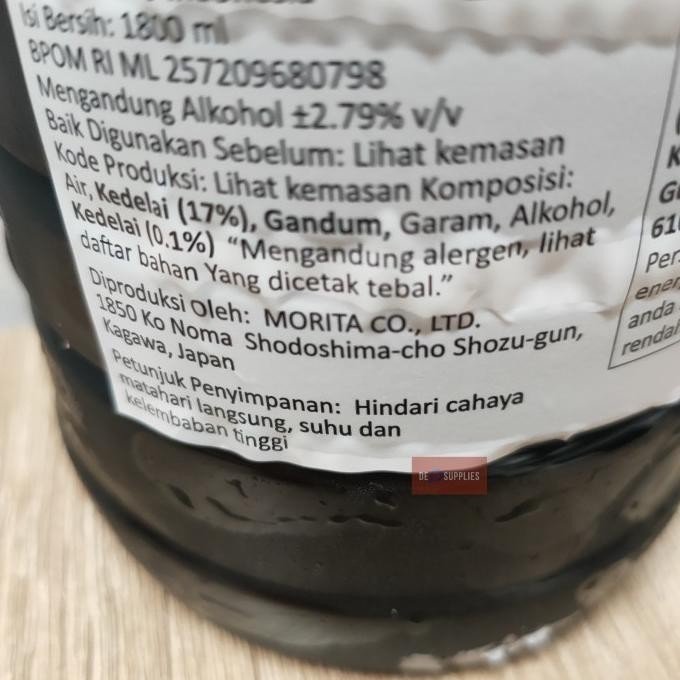 Isi Bersih: 1800 ml
BPOM RI ML 257209680798
Mengandung Alkohol ±2.79% v/v
Baik Digunakan Sebelum: Lihat kemasan
Kode Produksi: Lihat kemasan Komposisi:
Air, Kedelai (17%), Gandum, Garam, Alkohol,
Kedelai (0.1%) “Mengandung alergen, lihat
daftar bahan Yang dicetak tebal.”
Diproduksi Oleh: MORITA CO., LTD.
1850 Ko Noma Shodoshima-cho Shozu-gun,
Kagawa, Japan
Petunjuk Penyimpanan: Hindari cahaya
matahari langsung, suhu dan
kelembaban tinggi
anda
SUPPLIES